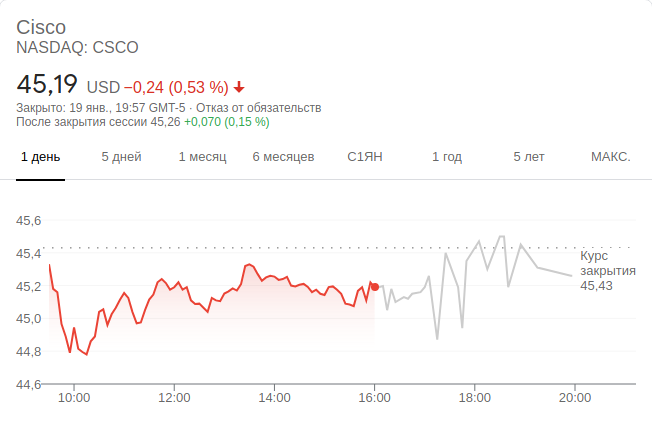 Cisco
NASDAQ: CSCO
45,19 USD −0,24 (0,53 %)
Закрыто: 19 янв., 19:57 GMT-5 · Отказ от обязательств
После закрытия сессии 45,26 +0,070 (0,15 %)
1 день 5 дней 1 месяц 6 месяцев С1ЯН 1 год 5 лет МАКС.
45,6
45,4
Курс
закрытия
45,43
45,2
45,0
44,8
44,6
10:00 12:00 14:00 16:00 18:00 20:00